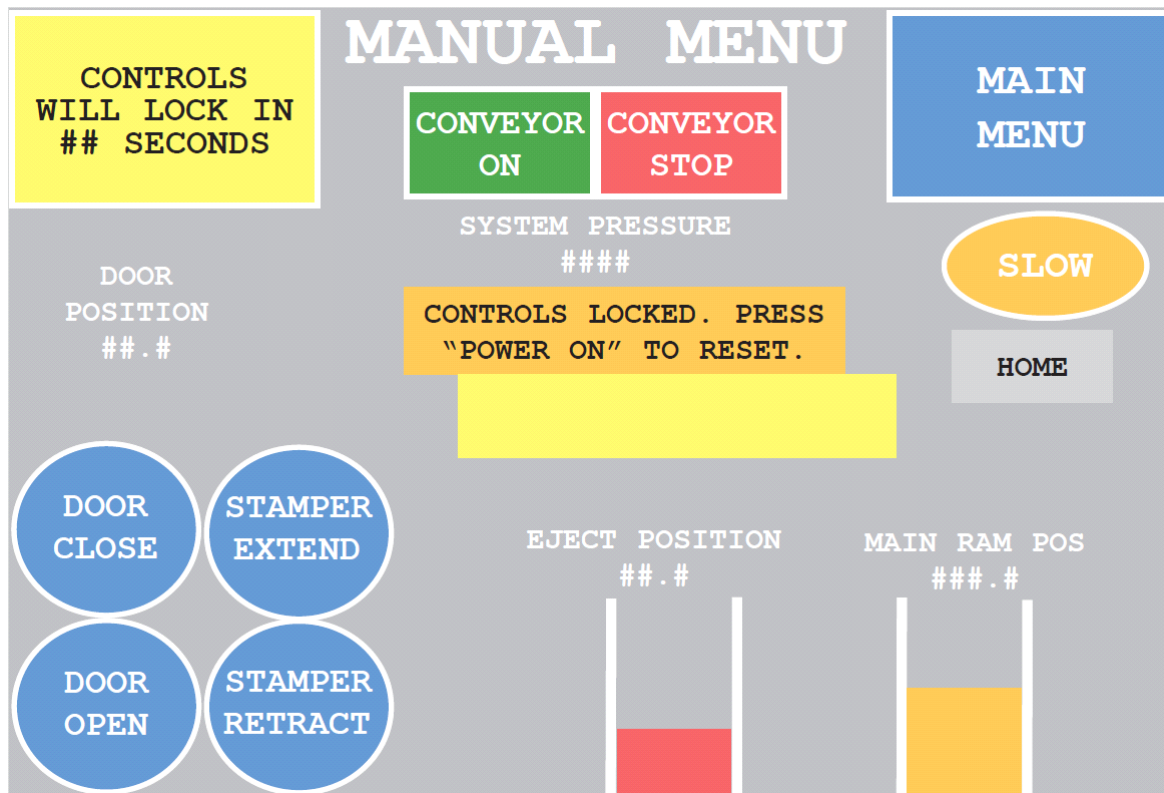 MANUAL MENU
CONTROLS
WILL LOCK IN
## SECONDS
CONVEYOR
ON
CONVEYOR
STOP
MAIN
MENU
SYSTEM PRESSURE
####
SLOW
DOOR
POSITION
##.#
CONTROLS LOCKED. PRESS
“POWER ON” TO RESET.
HOME
DOOR
CLOSE
STAMPER
EXTEND
EJECT POSITION
##.#
MAIN RAM POS
###.#
DOOR
OPEN
STAMPER
RETRACT